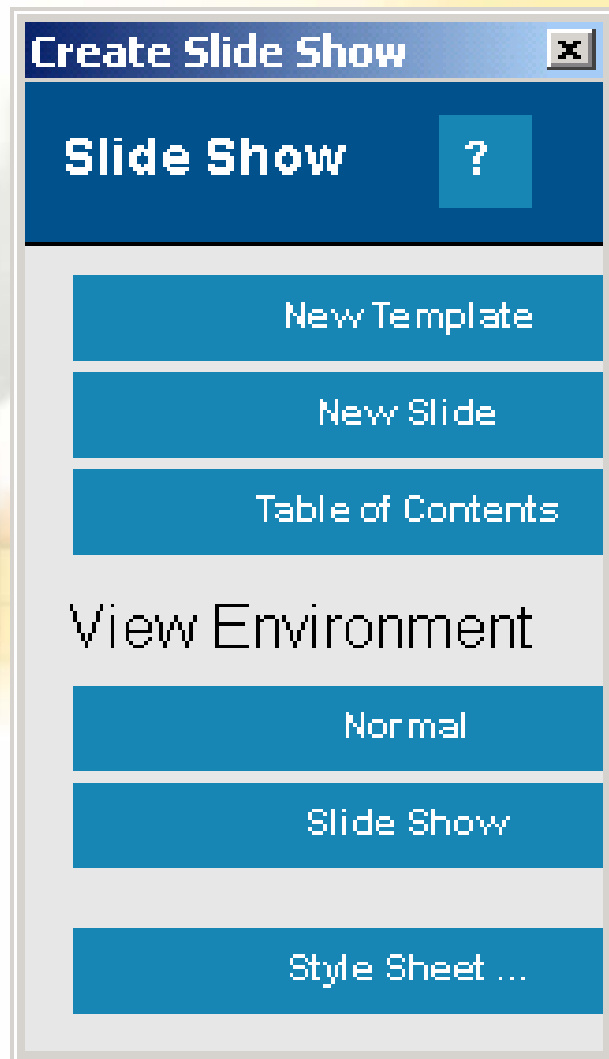 Create Slide Show
Slide Show ?
New Template
New Slide
Table of Contents
View Environment
Normal
Slide Show
Style Sheet ...